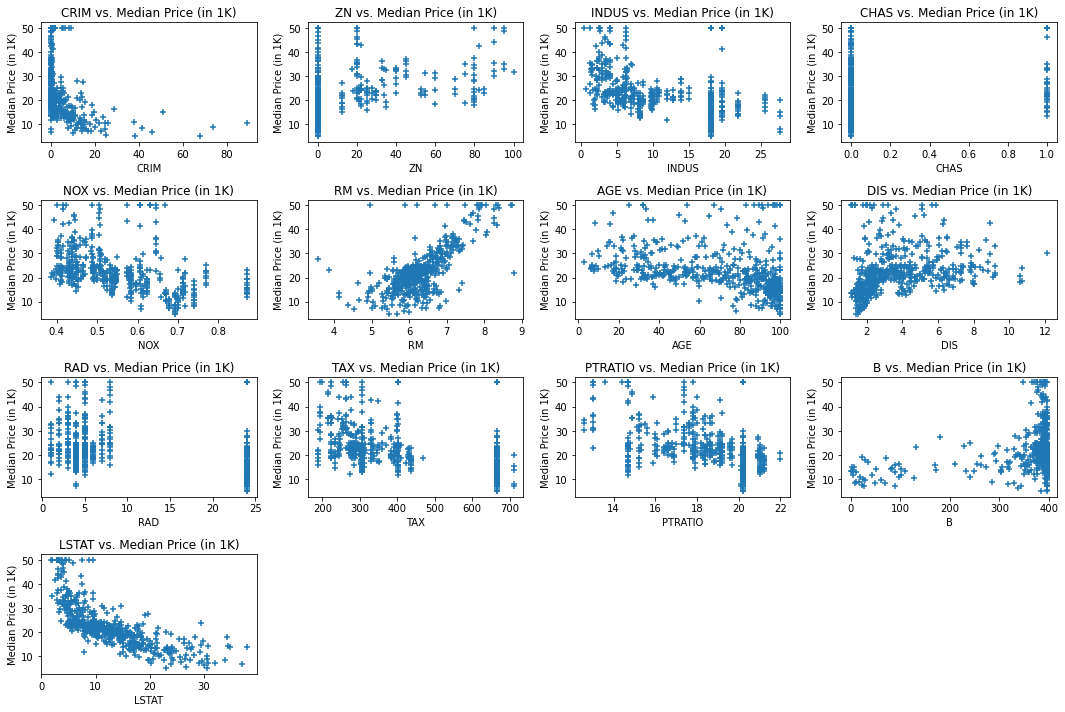 CRIM vs. Median Price (in 1K)
Median Price (in 1K)
50
40
30
20
10
0 20 40 60 80
CRIM
ZN vs. Median Price (in 1K)
Median Price (in 1K)
50
40
30
20
10
0 20 40 60 80 100
ZN
INDUS vs. Median Price (in 1K)
Median Price (in 1K)
50
40
30
20
10
0 5 10 15 20 25
INDUS
CHAS vs. Median Price (in 1K)
Median Price (in 1K)
50
40
30
20
10
0.0 0.2 0.4 0.6 0.8 1.0
CHAS
NOX vs. Median Price (in 1K)
Median Price (in 1K)
50
40
30
20
10
0.4 0.5 0.6 0.7 0.8
NOX
RM vs. Median Price (in 1K)
Median Price (in 1K)
50
40
30
20
10
4 5 6 7 8 9
RM
AGE vs. Median Price (in 1K)
Median Price (in 1K)
50
40
30
20
10
0 20 40 60 80 100
AGE
DIS vs. Median Price (in 1K)
Median Price (in 1K)
50
40
30
20
10
2 4 6 8 10 12
DIS
RAD vs. Median Price (in 1K)
Median Price (in 1K)
50
40
30
20
10
0 5 10 15 20 25
RAD
TAX vs. Median Price (in 1K)
Median Price (in 1K)
50
40
30
20
10
200 300 400 500 600 700
TAX
PTRATIO vs. Median Price (in 1K)
Median Price (in 1K)
50
40
30
20
10
14 16 18 20 22
PTRATIO
B vs. Median Price (in 1K)
Median Price (in 1K)
50
40
30
20
10
0 100 200 300 400
B
LSTAT vs. Median Price (in 1K)
Median Price (in 1K)
50
40
30
20
10
0 10 20 30
LSTAT